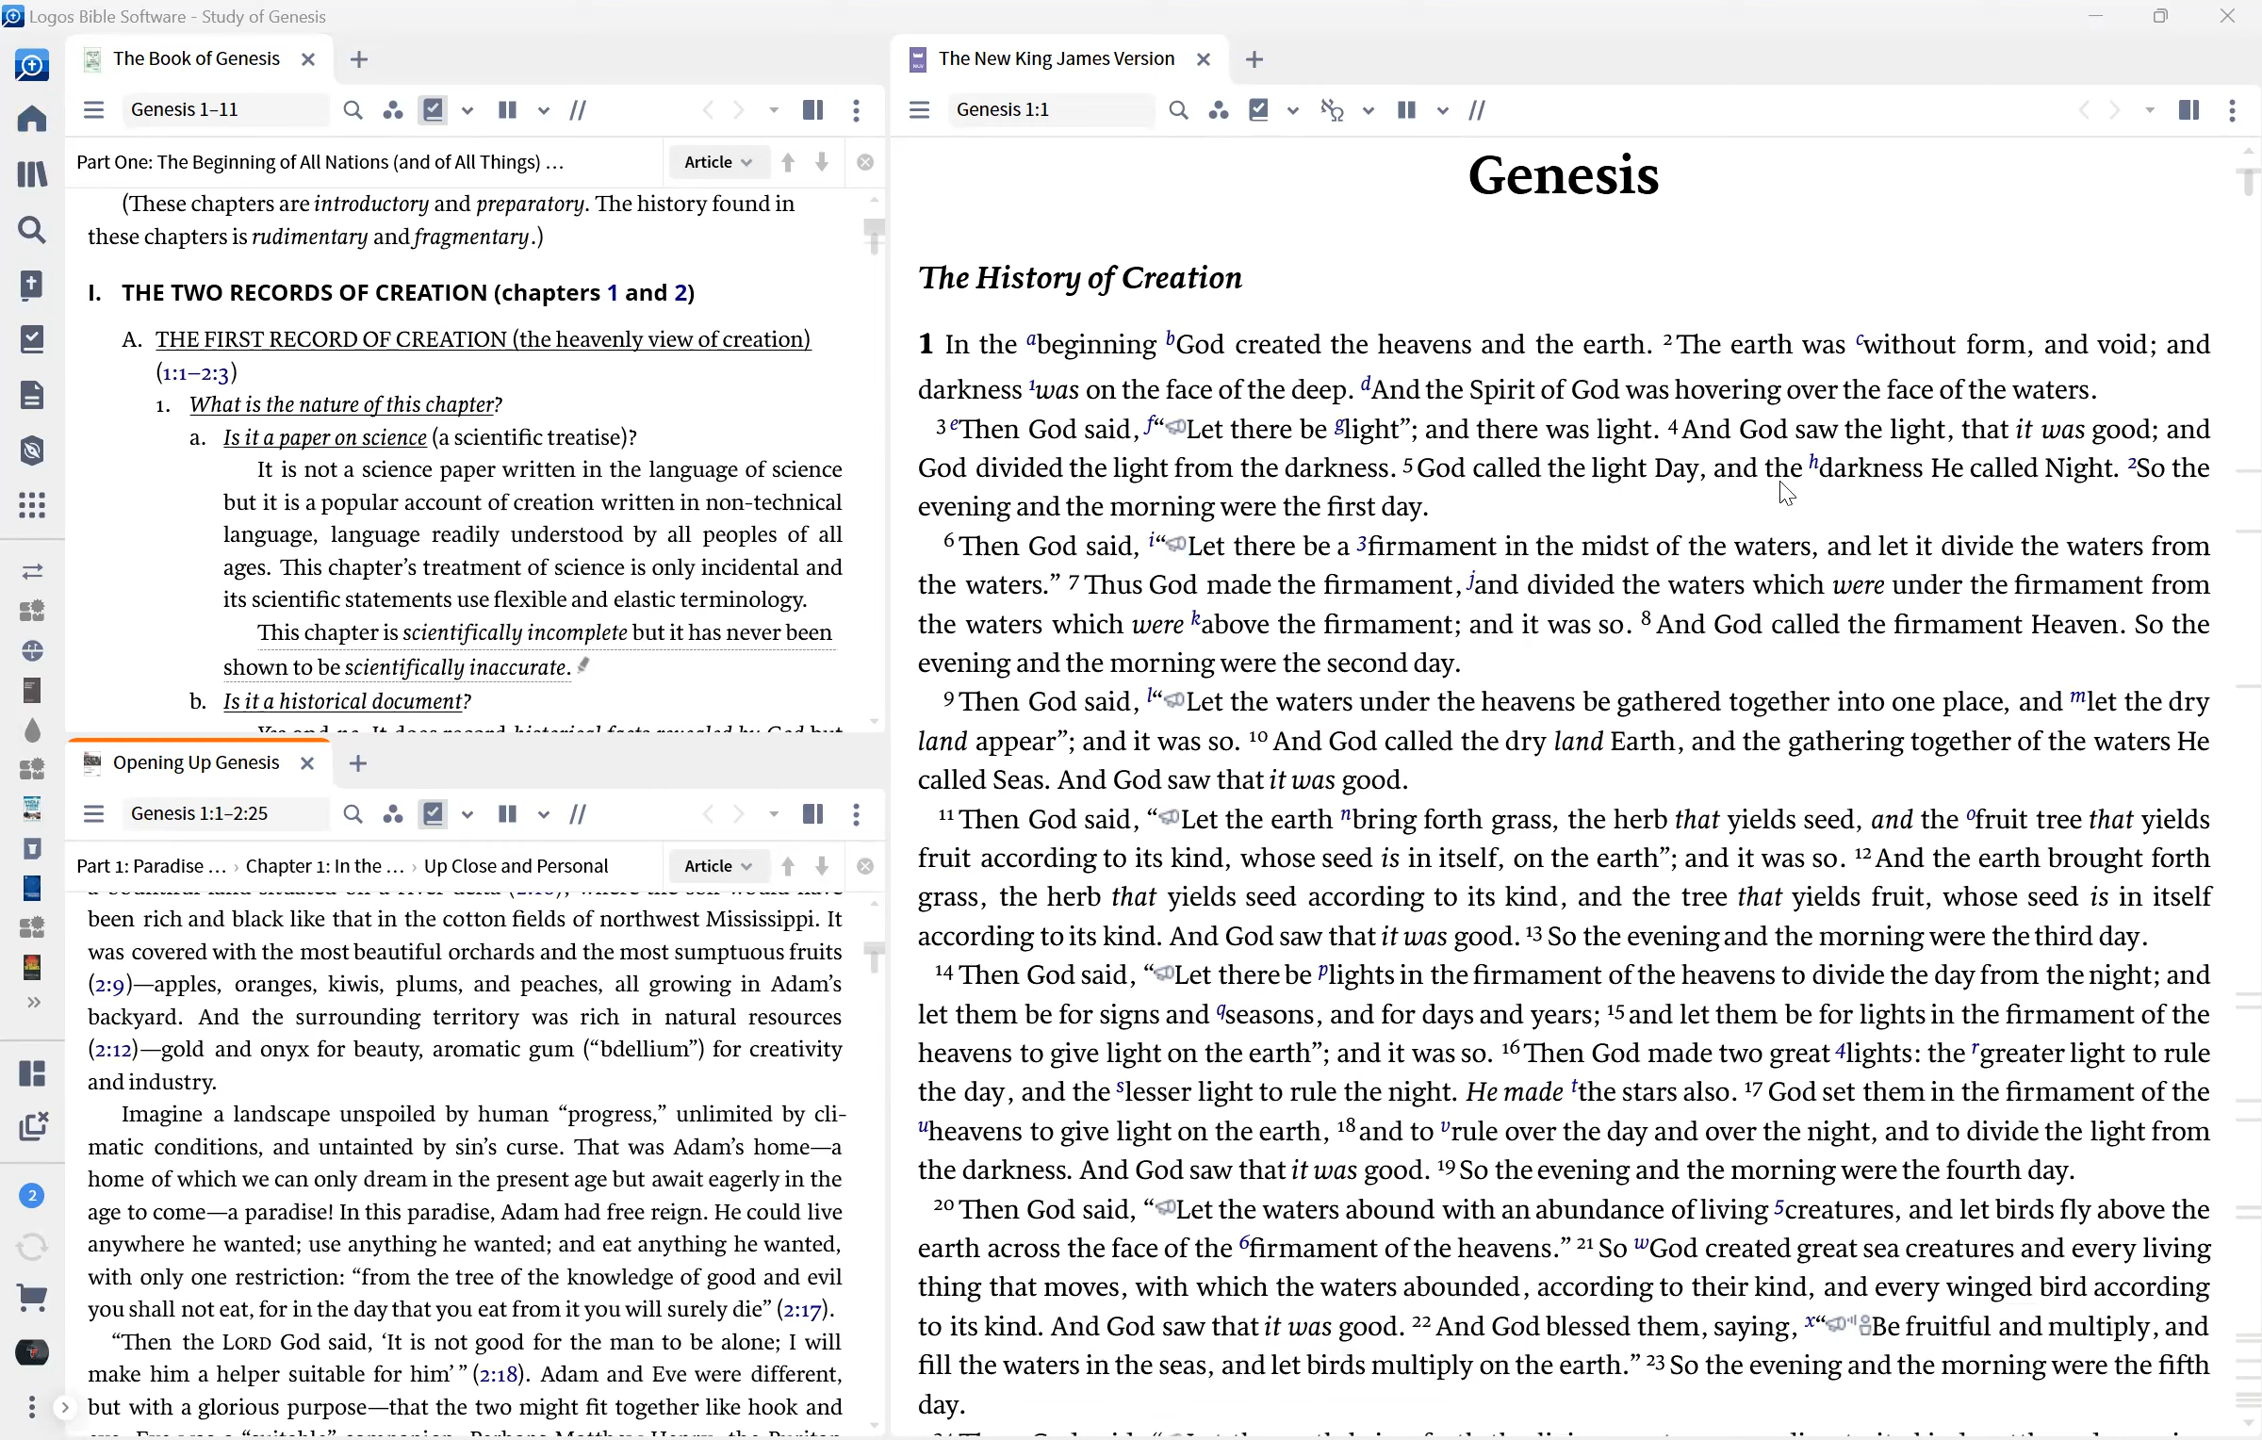 Logos Bible Software - Study of Genesis
The Book of Genesis
Genesis 1-11
Part One: The Beginning of All Nations (and of All Things) …
Article
(These chapters are introductory and preparatory. The history found in
these chapters is rudimentary and fragmentary.)
I. THE TWO RECORDS OF CREATION (chapters 1 and 2)
A. THE FIRST RECORD OF CREATION (the heavenly view of creation)
(1:1–2:3)
1. What is the nature of this chapter?
a. Is it a paper on science (a scientific treatise)?
It is not a science paper written in the language of science
but it is a popular account of creation written in non-technical
language, language readily understood by all peoples of all
ages. This chapter’s treatment of science is only incidental and
its scientific statements use flexible and elastic terminology.
This chapter is scientifically incomplete but it has never been
shown to be scientifically inaccurate.
b. Is it a historical document?
Opening Up Genesis
Genesis 1:1–2:25
Part 1: Paradise … › Chapter 1: In the … › Up Close and Personal
Article
been rich and black like that in the cotton fields of northwest Mississippi. It
was covered with the most beautiful orchards and the most sumptuous fruits
(2:9)—apples, oranges, kiwis, plums, and peaches, all growing in Adam’s
backyard. And the surrounding territory was rich in natural resources
(2:12)—gold and onyx for beauty, aromatic gum (“bdellium”) for creativity
and industry.
Imagine a landscape unspoiled by human “progress,” unlimited by cli-
matic conditions, and untainted by sin’s curse. That was Adam’s home—a
home of which we can only dream in the present age but await eagerly in the
age to come—a paradise! In this paradise, Adam had free reign. He could live
anywhere he wanted; use anything he wanted; and eat anything he wanted,
with only one restriction: “from the tree of the knowledge of good and evil
you shall not eat, for in the day that you eat from it you will surely die” (2:17).
“Then the LORD God said, ‘It is not good for the man to be alone; I will
make him a helper suitable for him’ ” (2:18). Adam and Eve were different,
but with a glorious purpose—that the two might fit together like hook and
2
The New King James Version
Genesis 1:1
Genesis
The History of Creation
1 In the a beginning b God created the heavens and the earth. 2 The earth was c without form, and void; and
darkness 1 was on the face of the deep. d And the Spirit of God was hovering over the face of the waters.
3 e Then God said, f “Let there be g light”; and there was light. 4 And God saw the light, that it was good; and
God divided the light from the darkness. 5 God called the light Day, and the h darkness He called Night. 2 So the
evening and the morning were the first day.
6 Then God said, i “Let there be a 3 firmament in the midst of the waters, and let it divide the waters from
the waters.” 7 Thus God made the firmament, j and divided the waters which were under the firmament from
the waters which were k above the firmament; and it was so. 8 And God called the firmament Heaven. So the
evening and the morning were the second day.
9 Then God said, l “Let the waters under the heavens be gathered together into one place, and m let the dry
land appear”; and it was so. 10 And God called the dry land Earth, and the gathering together of the waters He
called Seas. And God saw that it was good.
11 Then God said, “Let the earth n bring forth grass, the herb that yields seed, and the o fruit tree that yields
fruit according to its kind, whose seed is in itself, on the earth”; and it was so. 12 And the earth brought forth
grass, the herb that yields seed according to its kind, and the tree that yields fruit, whose seed is in itself
according to its kind. And God saw that it was good. 13 So the evening and the morning were the third day.
14 Then God said, “Let there be p lights in the firmament of the heavens to divide the day from the night; and
let them be for signs and q seasons, and for days and years; 15 and let them be for lights in the firmament of the
heavens to give light on the earth”; and it was so. 16 Then God made two great 4 lights: the r greater light to rule
the day, and the s lesser light to rule the night. He made t the stars also. 17 God set them in the firmament of the
u heavens to give light on the earth, 18 and to v rule over the day and over the night, and to divide the light from
the darkness. And God saw that it was good. 19 So the evening and the morning were the fourth day.
20 Then God said, “Let the waters abound with an abundance of living 5 creatures, and let birds fly above the
earth across the face of the 6 firmament of the heavens.” 21 So w God created great sea creatures and every living
thing that moves, with which the waters abounded, according to their kind, and every winged bird according
to its kind. And God saw that it was good. 22 And God blessed them, saying, x “Be fruitful and multiply, and
fill the waters in the seas, and let birds multiply on the earth.” 23 So the evening and the morning were the fifth
day.